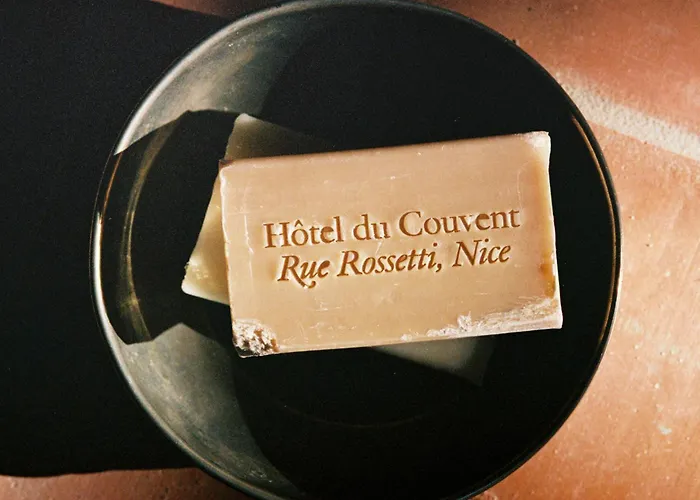 Hôtel du Couvent
Rue Rossetti, Nice